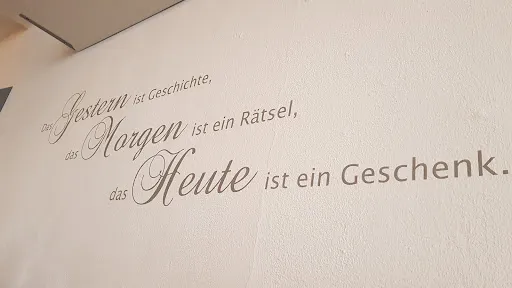 Das Gestern ist Geschichte,
das Morgen ist ein Rätsel,
das Heute ist ein Geschenk.